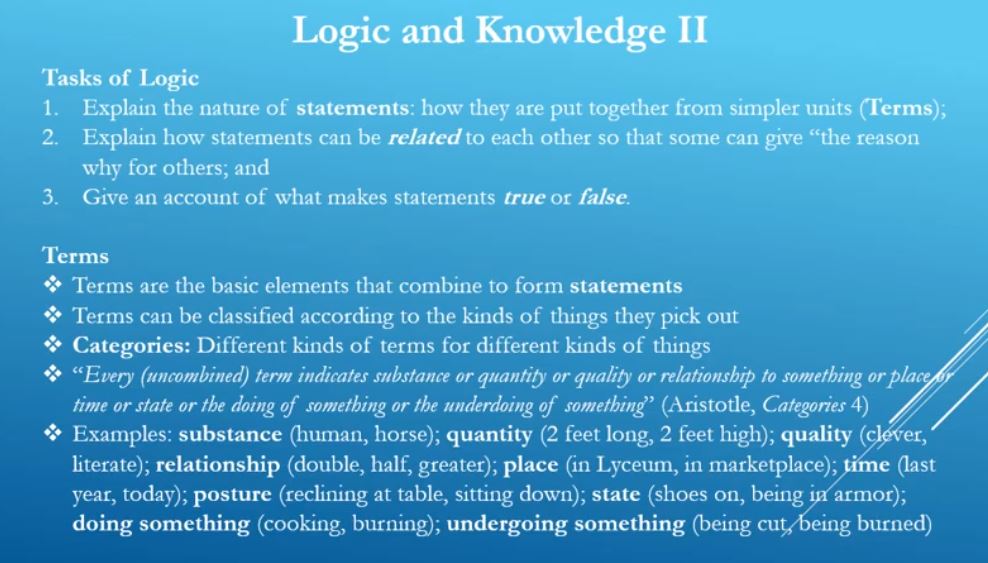 Logic and Knowledge II
Tasks of Logic
1. Explain the nature of statements: how they are put together from simpler units (Terms);
2. Explain how statements can be related to each other so that some can give “the reason
why for others; and
3. Give an account of what makes statements true or false.
Terms
❖ Terms are the basic elements that combine to form statements
❖ Terms can be classified according to the kinds of things they pick out
❖ Categories: Different kinds of terms for different kinds of things
❖ “Every (uncombined) term indicates substance or quantity or quality or relationship to something or place or
time or state or the doing of something or the underdoing of something” (Aristotle, Categories 4)
❖ Examples: substance (human, horse); quantity (2 feet long, 2 feet high); quality (clever,
literate); relationship (double, half, greater); place (in Lyceum, in marketplace); time (last
year, today); posture (reclining at table, sitting down); state (shoes on, being in armor);
doing something (cooking, burning); undergoing something (being cut, being burned)